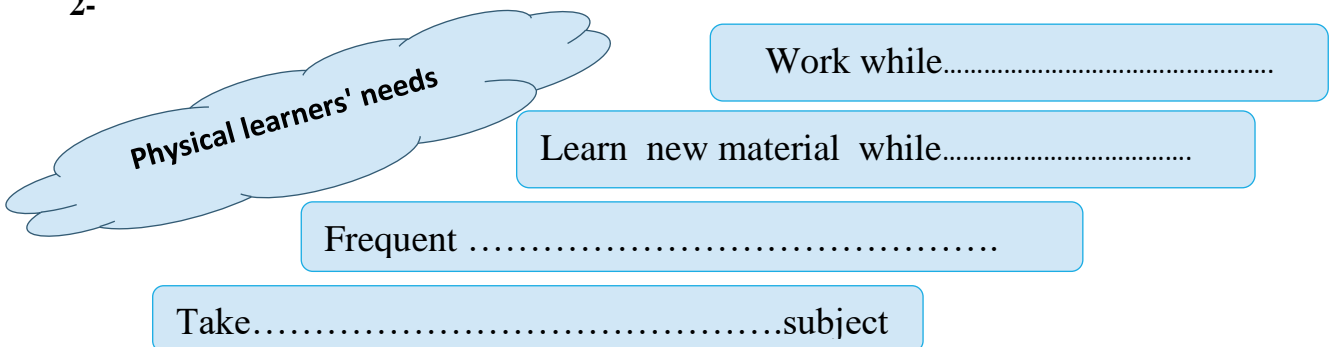 2-
Physical learners' needs
Work while.............................................
Learn new material while..................................
Frequent …………………………………….
Take…………………………………….subject